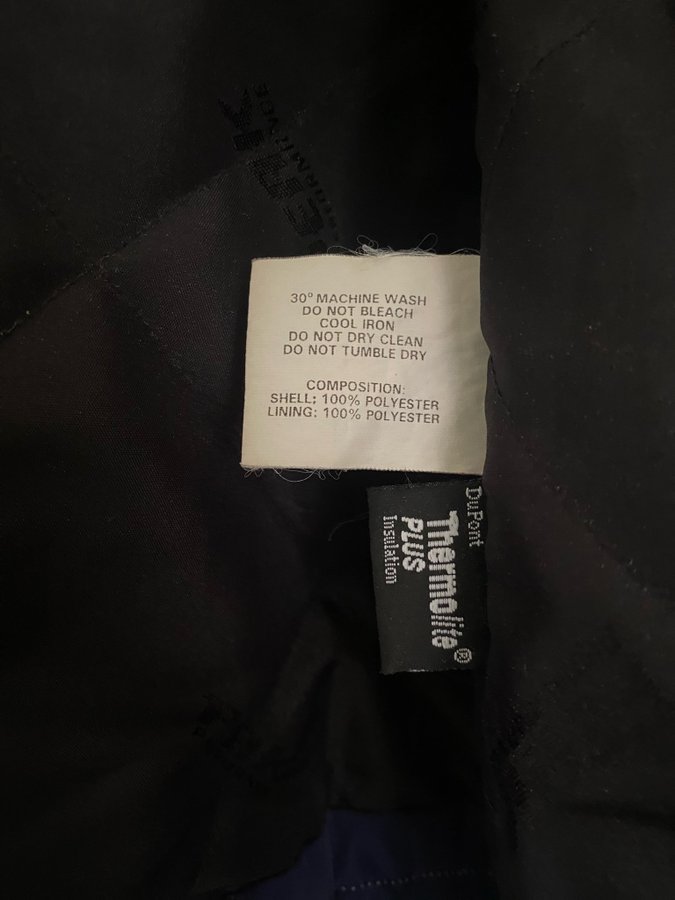 30° MACHINE WASH
DO NOT BLEACH
COOL IRON
DO NOT DRY CLEAN
DO NOT TUMBLE DRY
COMPOSITION:
SHELL; 100% POLYESTER
LINING: 100% POLYESTER
DuPont
Thermolite®
PLUS
Insulation